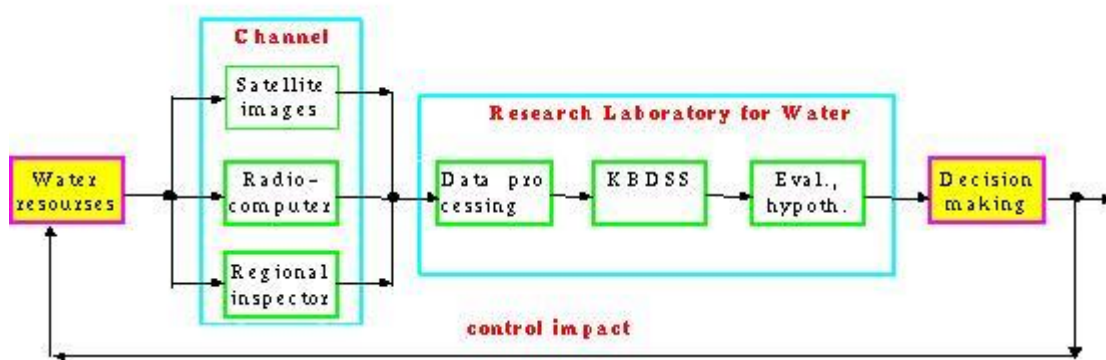 Channel
Satellite
images
Research Laboratory for Water
Water
resourses
Radio-
computer
Data pro
cessing
KBDSS
Eval.,
hypoth.
Decision
making
Regional
inspector
control impact